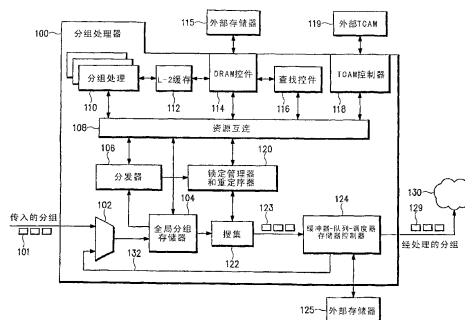 115
外部存储器
119
外部TCAM
100
分组处理器
分组处理
110
L-2缓存
112
DRAM控件
114
查找控件
116
TCAM控制器
118
108
资源互连
106
分发器
120
锁定管理器
和重定序器
传入的分组
101
102
104
全局分组
存储器
搜集
122
123
124
缓冲器-队列-调度器
存储器控制器
129
130
经处理的分组
132
125
外部存储器